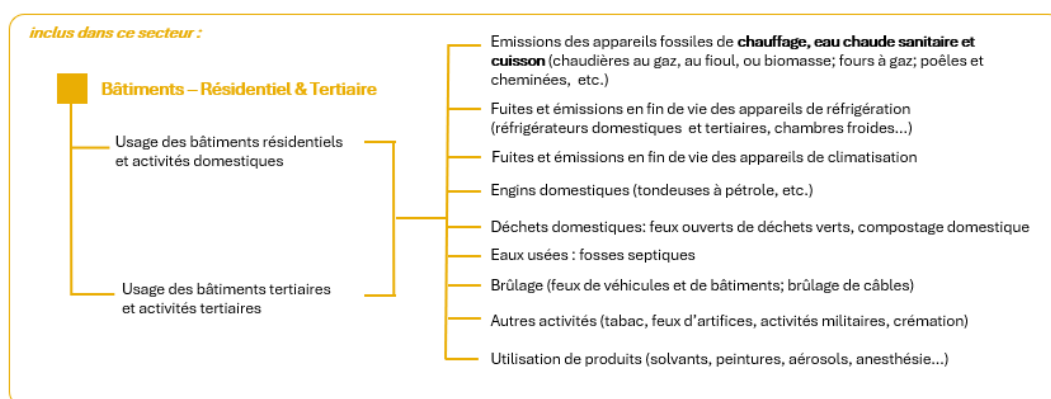 inclus dans ce secteur :
Bâtiments – Résidentiel & Tertiaire
Usage des bâtiments résidentiels
et activités domestiques
Usage des bâtiments tertiaires
et activités tertiaires
Emissions des appareils fossiles de chauffage, eau chaude sanitaire et
cuisson (chaudières au gaz, au fioul, ou biomasse; fours à gaz; poêles et
cheminées, etc.)
Fuites et émissions en fin de vie des appareils de réfrigération
(réfrigérateurs domestiques et tertiaires, chambres froides...)
Fuites et émissions en fin de vie des appareils de climatisation
Engins domestiques (tondeuses à pétrole, etc.)
Déchets domestiques: feux ouverts de déchets verts, compostage domestique
Eaux usées : fosses septiques
Brûlage (feux de véhicules et de bâtiments; brûlage de câbles)
Autres activités (tabac, feux d'artifices, activités militaires, crémation)
Utilisation de produits (solvants, peintures, aérosols, anesthésie...)